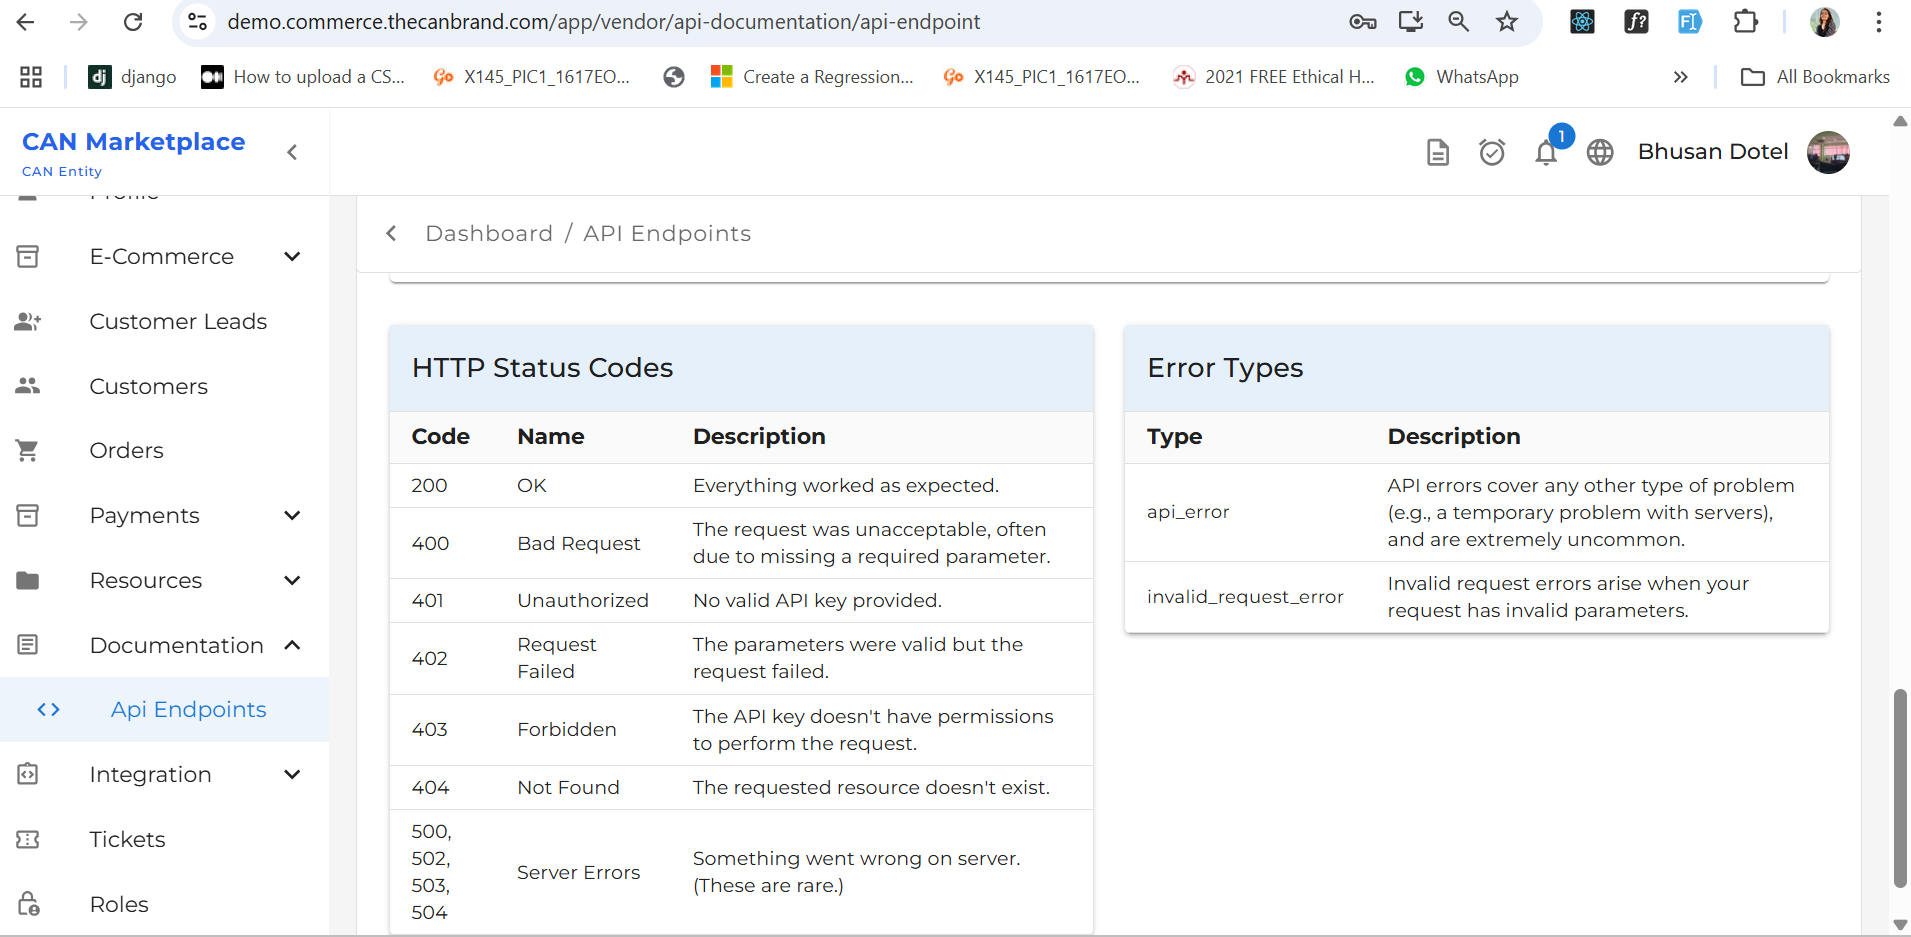 demo.commerce.thecanbrand.com/app/vendor/api-documentation/api-endpoint
dj django
How to upload a CS...
X145_PIC1_1617EO...
Create a Regression...
X145_PIC1_1617EO...
2021 FREE Ethical H...
WhatsApp
»
All Bookmarks
CAN Marketplace
CAN Entity
1
Bhusan Dotel
Profile
E-Commerce
Customer Leads
Customers
Orders
Payments
Resources
Documentation
Api Endpoints
Integration
Tickets
Roles
Dashboard / API Endpoints
HTTP Status Codes
Code Name Description
200 OK Everything worked as expected.
400 Bad Request The request was unacceptable, often
due to missing a required parameter.
401 Unauthorized No valid API key provided.
402 Request Failed The parameters were valid but the
request failed.
403 Forbidden The API key doesn't have permissions
to perform the request.
404 Not Found The requested resource doesn't exist.
500,
502,
503,
504
Server Errors
Something went wrong on server.
(These are rare.)
Error Types
Type Description
api_error
API errors cover any other type of problem
(e.g., a temporary problem with servers),
and are extremely uncommon.
invalid_request_error
Invalid request errors arise when your
request has invalid parameters.